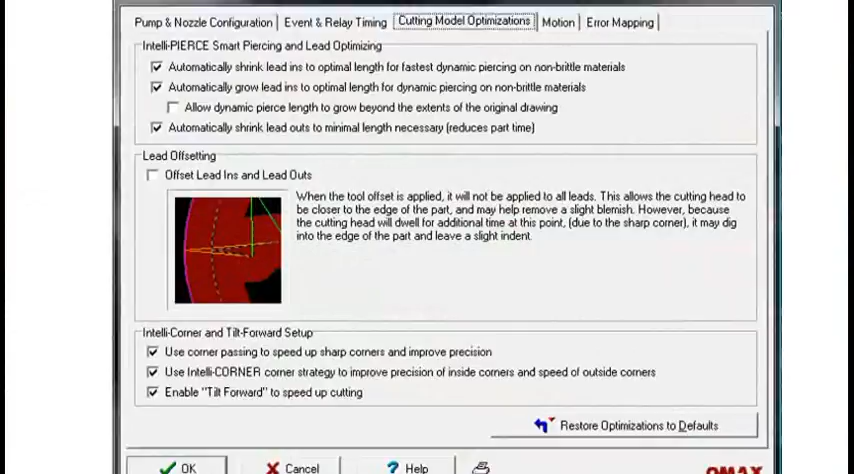 Pump & Nozzle Configuration
Event & Relay Timing
Cutting Model Optimizations
Motion
Error Mapping
Intelli-PIERCE Smart Piercing and Lead Optimizing
Automatically shrink lead ins to optimal length for fastest dynamic piercing on non-brittle materials
Automatically grow lead ins to optimal length for dynamic piercing on non-brittle materials
Allow dynamic pierce length to grow beyond the extents of the original drawing
Automatically shrink lead outs to minimal length necessary (reduces part time)
Lead Offsetting
Offset Lead Ins and Lead Outs
When the tool offset is applied, it will not be applied to all leads. This allows the cutting head to
be closer to the edge of the part, and may help remove a slight blemish. However, because
the cutting head will dwell for additional time at this point, (due to the sharp corner), it may dig
into the edge of the part and leave a slight indent.
Intelli-Corner and Tilt-Forward Setup
Use corner passing to speed up sharp corners and improve precision
Use Intelli-CORNER corner strategy to improve precision of inside corners and speed of outside corners
Enable "Tilt Forward" to speed up cutting
Restore Optimizations to Defaults
OK
Cancel
Help
OMAX